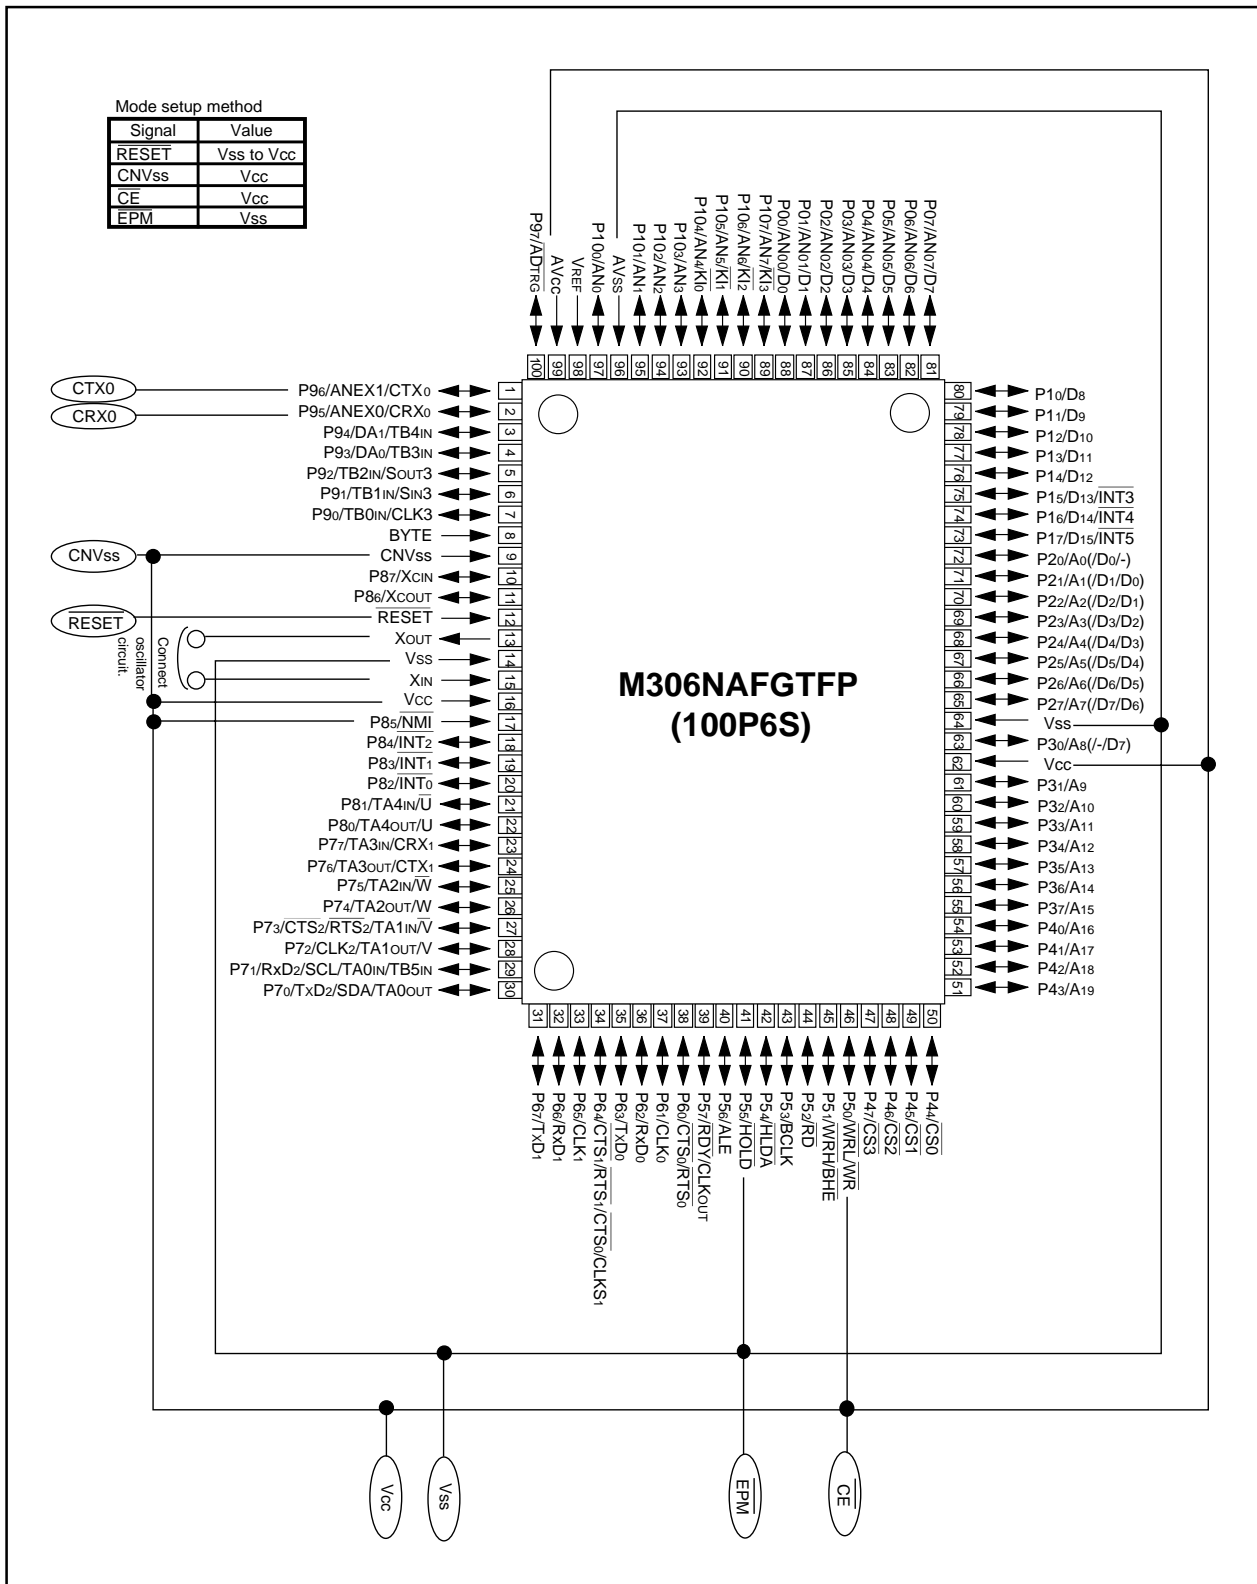 Mode setup method
Signal Value
RESET Vss to Vcc
CNVss Vcc
CE Vcc
EPM Vss
P97/ADTRG
AVcc
VREF
P100/AN0
AVss
P101/AN1
P102/AN2
P103/AN3
P104/AN4/KI0
P105/AN5/KI1
P106/AN6/KI2
P107/AN7/KI3
P00/AN00/D0
P01/AN01/D1
P02/AN02/D2
P03/AN03/D3
P04/AN04/D4
P05/AN05/D5
P06/AN06/D6
P07/AN07/D7
100 99 98 97 96 95 94 93 92 91 90 89 88 87 86 85 84 83 82 81
CTX0 P96/ANEX1/CTX0 1
CRX0 P95/ANEX0/CRX0 2
P94/DA1/TB4IN 3
P93/DA0/TB3IN 4
P92/TB2IN/SOUT3 5
P91/TB1IN/SIN3 6
P90/TB0IN/CLK3 7
BYTE 8
CNVss CNVss 9
P87/XCIN 10
P86/XCOUT 11
RESET RESET 12
XOUT 13
Vss 14
XIN 15
Vcc 16
P85/NMI 17
P84/INT2 18
P83/INT1 19
P82/INT0 20
P81/TA4IN/U 21
P80/TA4OUT/U 22
P77/TA3IN/CRX1 23
P76/TA3OUT/CTX1 24
P75/TA2IN/W 25
P74/TA2OUT/W 26
P73/CTS2/RTS2/TA1IN/V 27
P72/CLK2/TA1OUT/V 28
P71/RxD2/SCL/TA0IN/TB5IN 29
P70/TxD2/SDA/TA0OUT 30
Connect
oscillator
circuit.
M306NAFGTFP
(100P6S)
80 P10/D8
79 P11/D9
78 P12/D10
77 P13/D11
76 P14/D12
75 P15/D13/INT3
74 P16/D14/INT4
73 P17/D15/INT5
72 P20/A0(/D0/-)
71 P21/A1(/D1/D0)
70 P22/A2(/D2/D1)
69 P23/A3(/D3/D2)
68 P24/A4(/D4/D3)
67 P25/A5(/D5/D4)
66 P26/A6(/D6/D5)
65 P27/A7(/D7/D6)
64 Vss
63 P30/A8(/-/D7)
62 Vcc
61 P31/A9
60 P32/A10
59 P33/A11
58 P34/A12
57 P35/A13
56 P36/A14
55 P37/A15
54 P40/A16
53 P41/A17
52 P42/A18
51 P43/A19
31 32 33 34 35 36 37 38 39 40 41 42 43 44 45 46 47 48 49 50
P67/TxD1
P66/RxD1
P65/CLK1
P64/CTS1/RTS1/CTS0/CLKS1
P63/TxD0
P62/RxD0
P61/CLK0
P60/CTS0/RTS0
P57/RDY/CLKOUT
P56/ALE
P55/HOLD
P54/HLDA
P53/BCLK
P52/RD
P51/WRH/BHE
P50/WRL/WR
P47/CS3
P46/CS2
P45/CS1
P44/CS0
Vcc
Vss
EPM
CE